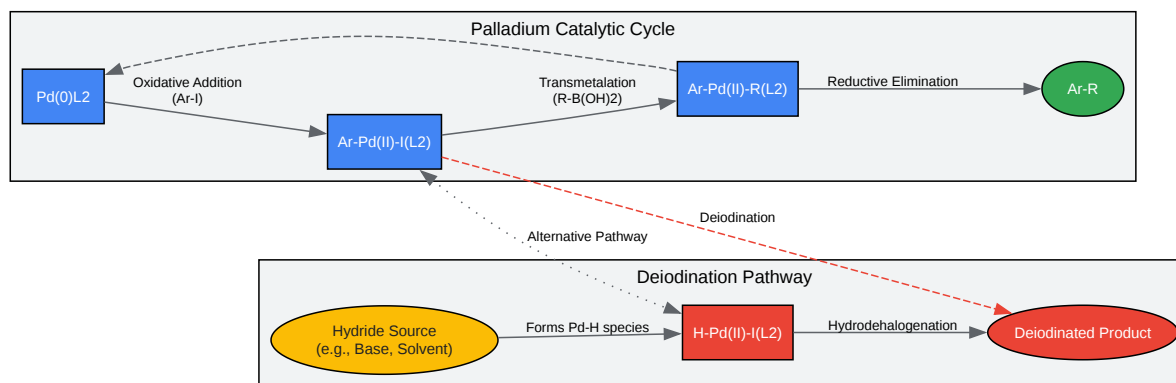 Palladium Catalytic Cycle
Pd(0)L2
Oxidative Addition
(Ar-I)
Ar-Pd(II)-I(L2)
Transmetalation
(R-B(OH)2)
Ar-Pd(II)-R(L2)
Reductive Elimination
Ar-R
Deiodination
Alternative Pathway
Deiodination Pathway
Hydride Source
(e.g., Base, Solvent)
Forms Pd-H species
H-Pd(II)-I(L2)
Hydrodehalogenation
Deiodinated Product